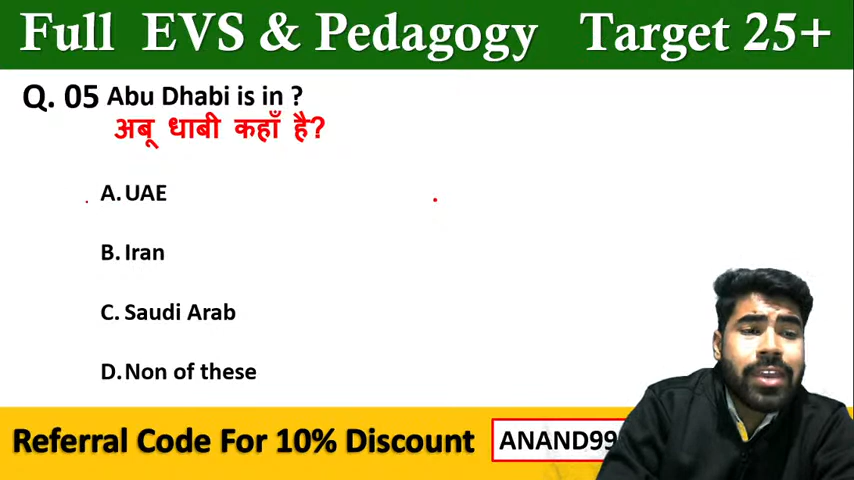 Full EVS & Pedagogy Target 25+
Q. 05 Abu Dhabi is in ?
अबू धाबी कहाँ है?
A. UAE
B. Iran
C. Saudi Arab
D. Non of these
Referral Code For 10% Discount ANAND99